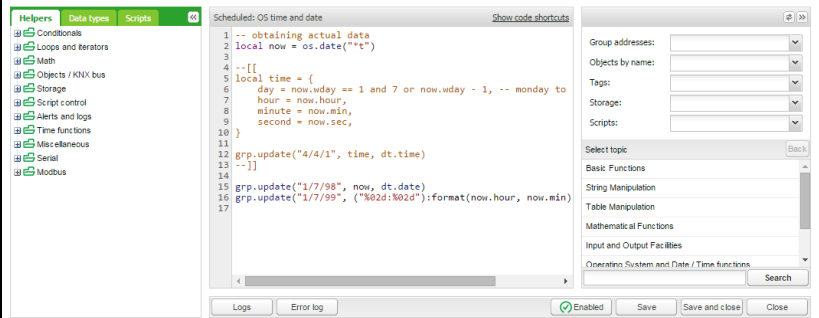 Helpers
Data types
Scripts
Conditionals
Loops and iterators
Math
Objects / KNX bus
Storage
Script control
Alerts and logs
Time functions
Miscellaneous
Serial
Modbus
Scheduled: OS time and date
Show code shortcuts
1 -- obtaining actual data
2 local now = os.date("*t")
3
4 --[[
5 local time = {
6     day = now.wday == 1 and 7 or now.wday - 1, -- monday to
7     hour = now.hour,
8     minute = now.min,
9     second = now.sec,
10 }
11
12 grp.update("4/4/1", time, dt.time)
13 --]]
14
15 grp.update("1/7/98", now, dt.date)
16 grp.update("1/7/99", ("%02d:%02d"):format(now.hour, now.min)
17
Logs
Error log
Enabled
Save
Save and close
Close
Group addresses:
Objects by name:
Tags:
Storage:
Scripts:
Select topic
Back
Basic Functions
String Manipulation
Table Manipulation
Mathematical Functions
Input and Output Facilities
Operating System and Date / Time functions
Search